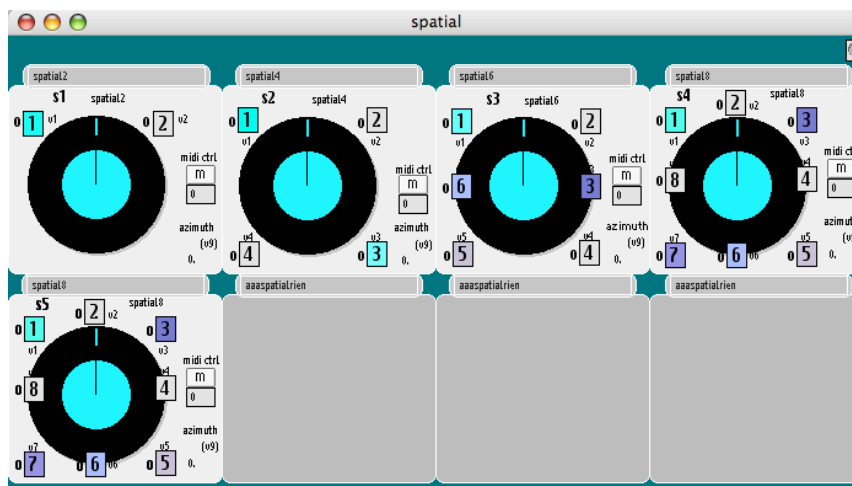 spatial
spatial2
spatial4
spatial6
spatial8
s1 spatial2
0 1 v1
0 2 v2
midi ctrl
m
0
azimuth
(v9)
0.
s2 spatial4
0 1
v1
0 2
v2
midi ctrl
m
0
v4
0 4
v3
0 3
azimuth
(v9)
0.
s3 spatial6
0 1
v1
0 2
v2
0 6
3
midi ctrl
m
0
v5
0 5
v4
0 4
azimuth
(v9)
0.
s4 spatial8
0 1
v1
0 2 v2
0 3
v3
0 8
v4
4
midi ctrl
m
0
v7
0 7
0 6 v6
v5
0 5
azimuth
0.
spatial8
aaaspatialrien
aaaspatialrien
aaaspatialrien
s5 spatial8
0 1
v1
0 2 v2
0 3
v3
0 8
v4
4
midi ctrl
m
0
v7
0 7
0 6 v6
v5
0 5
azimuth
(v9)
0.